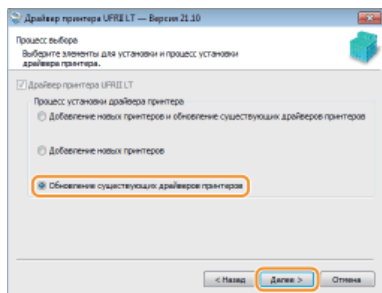 Драйвер принтера UFRII LT — Версия 21.10
Процесс выбора
Выберите элементы для установки и процесс установки
драйвера принтера.
Драйвер принтера UFRII LT
Процесс установки драйвера принтера
Добавление новых принтеров и обновление существующих драйверов принтеров
Добавление новых принтеров
Обновление существующих драйверов принтеров
< Назад
Далее >
Отмена